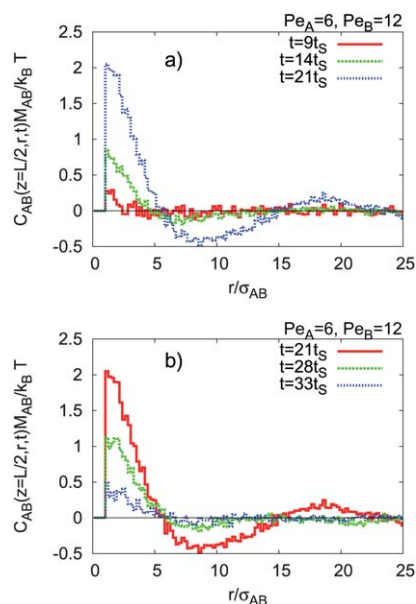 Pe_A=6, Pe_B=12
a)
t=9t_S
t=14t_S
t=21t_S
2.5
2
1.5
1
0.5
0
-0.5
C_AB(z=L/2,r,t)M_AB/k_B T
0 5 10 15 20 25
r/σ_AB
Pe_A=6, Pe_B=12
b)
t=21t_S
t=28t_S
t=33t_S
2.5
2
1.5
1
0.5
0
-0.5
C_AB(z=L/2,r,t)M_AB/k_B T
0 5 10 15 20 25
r/σ_AB